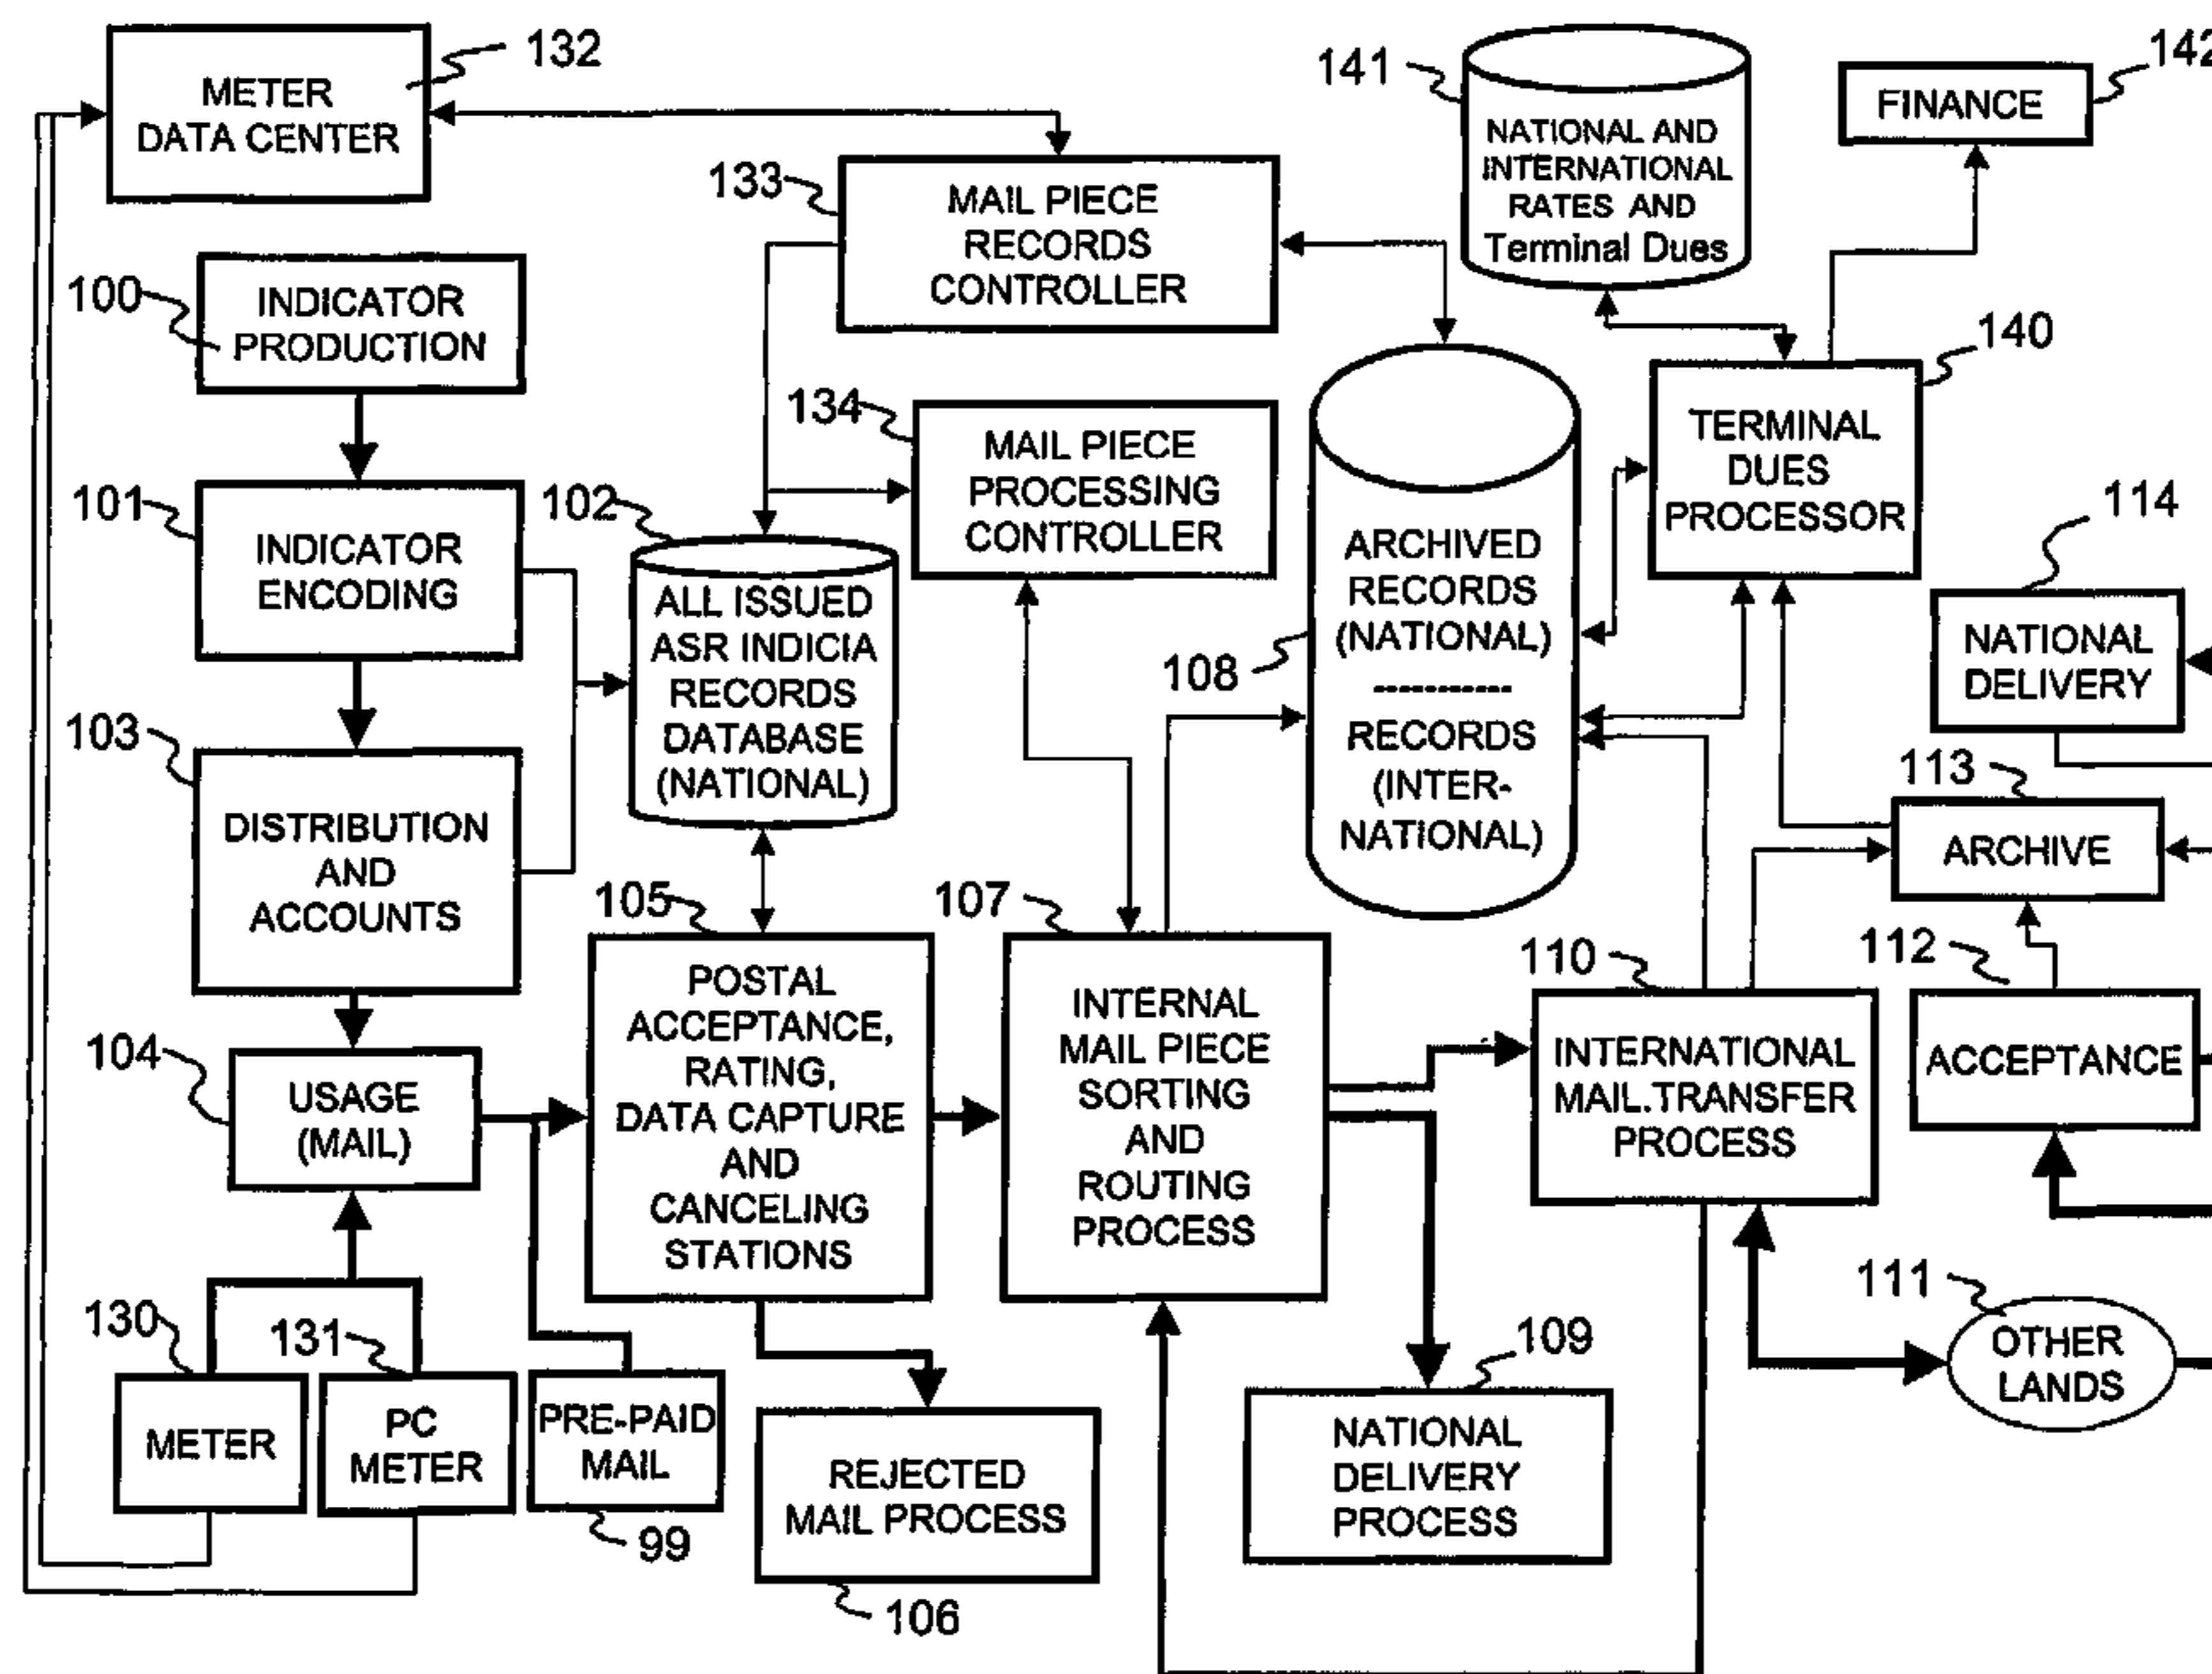 132
METER
DATA CENTER
141
NATIONAL AND
INTERNATIONAL
RATES AND
Terminal Dues
142
FINANCE
133
MAIL PIECE
RECORDS
CONTROLLER
100
INDICATOR
PRODUCTION
140
TERMINAL
DUES
PROCESSOR
134
MAIL PIECE
PROCESSING
CONTROLLER
101
INDICATOR
ENCODING
102
ALL ISSUED
ASR INDICIA
RECORDS
DATABASE
(NATIONAL)
108
ARCHIVED
RECORDS
(NATIONAL)
-----------
RECORDS
(INTER-
NATIONAL)
114
NATIONAL
DELIVERY
103
DISTRIBUTION
AND
ACCOUNTS
113
ARCHIVE
104
USAGE
(MAIL)
105
POSTAL
ACCEPTANCE,
RATING,
DATA CAPTURE
AND
CANCELING
STATIONS
107
INTERNAL
MAIL PIECE
SORTING
AND
ROUTING
PROCESS
110
INTERNATIONAL
MAIL.TRANSFER
PROCESS
112
ACCEPTANCE
130
METER
131
PC
METER
PRE-PAID
MAIL
99
REJECTED
MAIL PROCESS
106
109
NATIONAL
DELIVERY
PROCESS
111
OTHER
LANDS